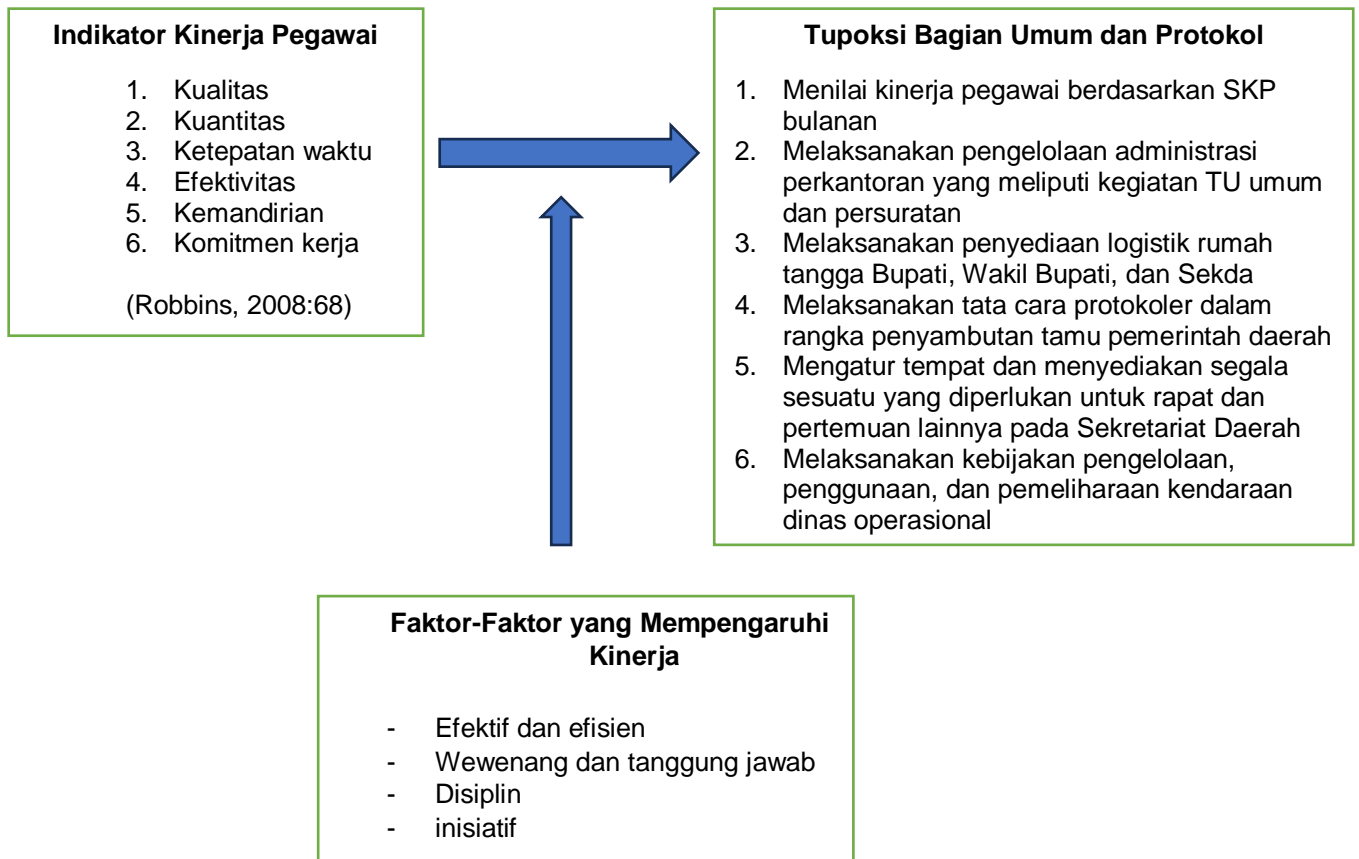 Indikator Kinerja Pegawai
1. Kualitas
2. Kuantitas
3. Ketepatan waktu
4. Efektivitas
5. Kemandirian
6. Komitmen kerja
(Robbins, 2008:68)
Tupoksi Bagian Umum dan Protokol
1. Menilai kinerja pegawai berdasarkan SKP
bulanan
2. Melaksanakan pengelolaan administrasi
perkantoran yang meliputi kegiatan TU umum
dan persuratan
3. Melaksanakan penyediaan logistik rumah
tangga Bupati, Wakil Bupati, dan Sekda
4. Melaksanakan tata cara protokoler dalam
rangka penyambutan tamu pemerintah daerah
5. Mengatur tempat dan menyediakan segala
sesuatu yang diperlukan untuk rapat dan
pertemuan lainnya pada Sekretariat Daerah
6. Melaksanakan kebijakan pengelolaan,
penggunaan, dan pemeliharaan kendaraan
dinas operasional
Faktor-Faktor yang Mempengaruhi
Kinerja
- Efektif dan efisien
- Wewenang dan tanggung jawab
- Disiplin
- inisiatif